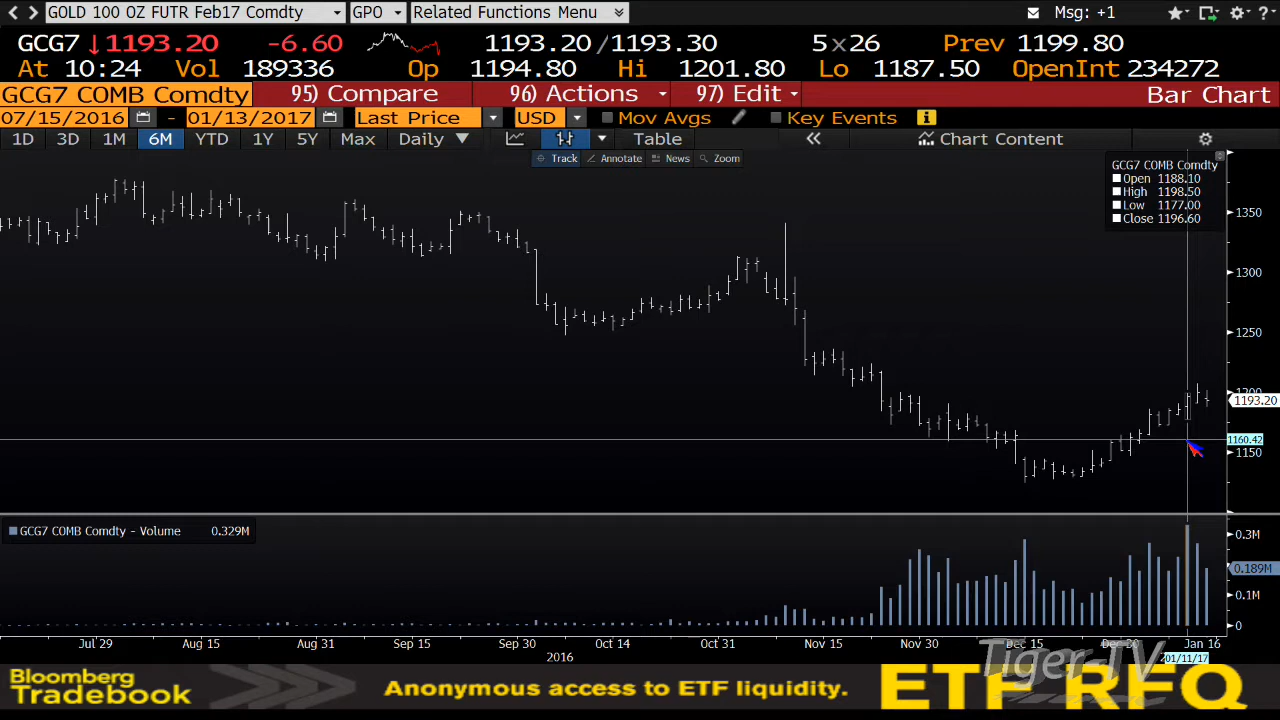 GOLD 100 OZ FUTR Feb17 Comdty GPO Related Functions Menu Msg: +1 ?
GCG7 ↓1193.20 -6.60 1193.20 /1193.30 5x26 Prev 1199.80
At 10:24 Vol 189336 Op 1194.80 Hi 1201.80 Lo 1187.50 OpenInt 234272
GCG7 COMB Comdty 95) Compare 96) Actions 97) Edit Bar Chart
07/15/2016 - 01/13/2017 Last Price USD Mov Avgs Key Events
1D 3D 1M 6M YTD 1Y 5Y Max Daily Table Chart Content
Track Annotate News Zoom
GCG7 COMB Comdty
Open 1188.10
High 1198.50
Low 1177.00
Close 1196.60
1350
1300
1250
1200
1193.20
1160.42
1150
GCG7 COMB Comdty - Volume 0.329M
0.3M
0.189M
0.1M
0
Jul 29 Aug 15 Aug 31 Sep 15 Sep 30 Oct 14 Oct 31 Nov 15 Nov 30 Dec 15 Dec 30 Jan 16
2016 01/11/17
Tiger-TV
Bloomberg
Tradebook
Anonymous access to ETF liquidity.
ETF RFQ